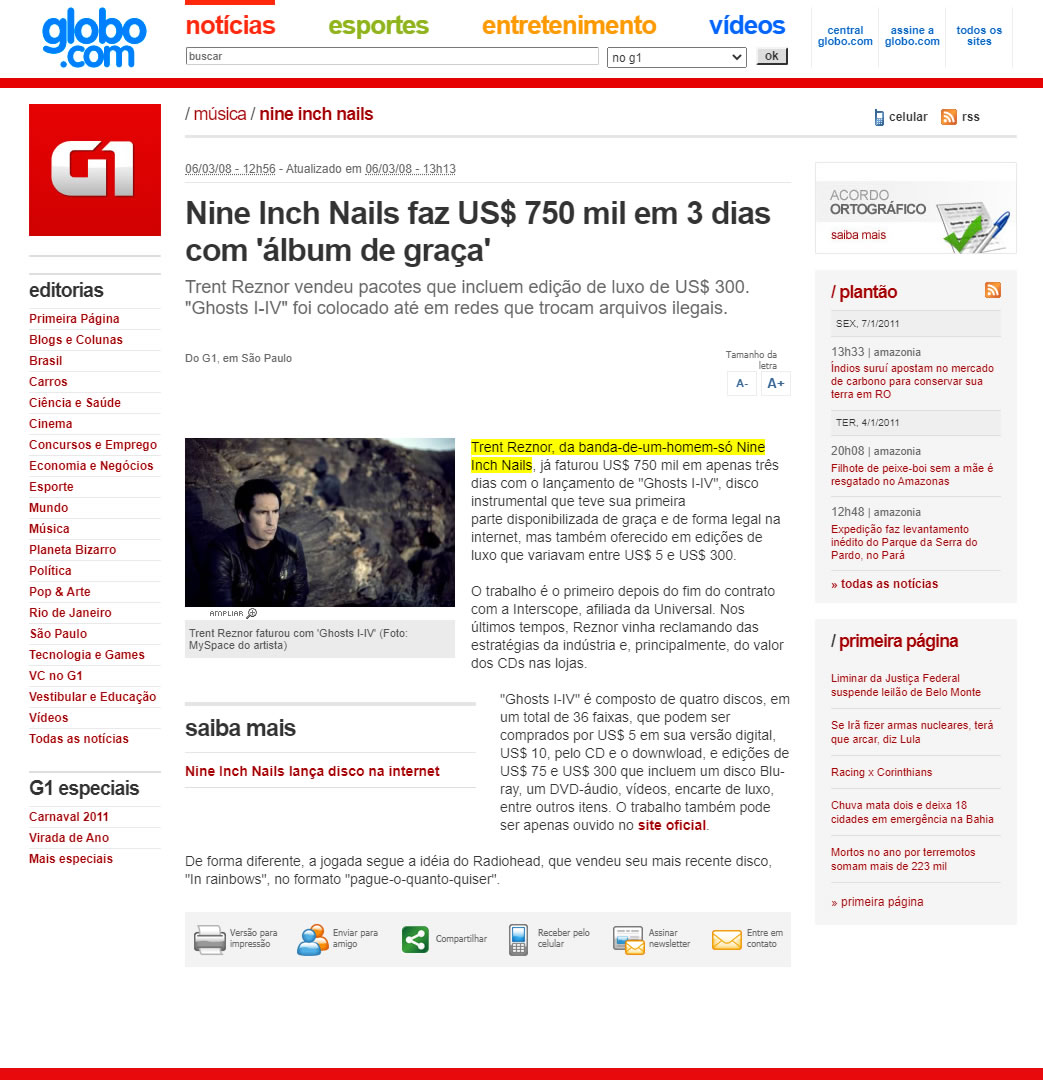 globo
.com
notícias
esportes
entretenimento
vídeos
central
globo.com
assine a
globo.com
todos os
sites
buscar
no g1
ok
G1
/ música / nine inch nails
celular
rss
06/03/08 - 12h56 - Atualizado em 06/03/08 - 13h13
Nine Inch Nails faz US$ 750 mil em 3 dias
com 'álbum de graça'
Trent Reznor vendeu pacotes que incluem edição de luxo de US$ 300.
"Ghosts I-IV" foi colocado até em redes que trocam arquivos ilegais.
Do G1, em São Paulo
Tamanho da
letra
A-
A+
editorias
Primeira Página
Blogs e Colunas
Brasil
Carros
Ciência e Saúde
Cinema
Concursos e Emprego
Economia e Negócios
Esporte
Mundo
Música
Planeta Bizarro
Política
Pop & Arte
Rio de Janeiro
São Paulo
Tecnologia e Games
VC no G1
Vestibular e Educação
Vídeos
Todas as notícias
G1 especiais
Carnaval 2011
Virada de Ano
Mais especiais
AMPLIAR
Trent Reznor faturou com 'Ghosts I-IV' (Foto:
MySpace do artista)
Trent Reznor, da banda-de-um-homem-só Nine
Inch Nails, já faturou US$ 750 mil em apenas três
dias com o lançamento de "Ghosts I-IV", disco
instrumental que teve sua primeira
parte disponibilizada de graça e de forma legal na
internet, mas também oferecido em edições de
luxo que variavam entre US$ 5 e US$ 300.
O trabalho é o primeiro depois do fim do contrato
com a Interscope, afiliada da Universal. Nos
últimos tempos, Reznor vinha reclamando das
estratégias da indústria e, principalmente, do valor
dos CDs nas lojas.
saiba mais
Nine Inch Nails lança disco na internet
"Ghosts I-IV" é composto de quatro discos, em
um total de 36 faixas, que podem ser
comprados por US$ 5 em sua versão digital,
US$ 10, pelo CD e o downwload, e edições de
US$ 75 e US$ 300 que incluem um disco Blu-
ray, um DVD-áudio, vídeos, encarte de luxo,
entre outros itens. O trabalho também pode
ser apenas ouvido no site oficial.
De forma diferente, a jogada segue a idéia do Radiohead, que vendeu seu mais recente disco,
"In rainbows", no formato "pague-o-quanto-quiser".
Versão para
impressão
Enviar para
amigo
Compartilhar
Receber pelo
celular
Assinar
newsletter
Entre em
contato
ACORDO
ORTOGRÁFICO
saiba mais
/ plantão
SEX, 7/1/2011
13h33 | amazonia
Índios suruí apostam no mercado
de carbono para conservar sua
terra em RO
TER, 4/1/2011
20h08 | amazonia
Filhote de peixe-boi sem a mãe é
resgatado no Amazonas
12h48 | amazonia
Expedição faz levantamento
inédito do Parque da Serra do
Pardo, no Pará
» todas as notícias
/ primeira página
Liminar da Justiça Federal
suspende leilão de Belo Monte
Se Irã fizer armas nucleares, terá
que arcar, diz Lula
Racing x Corinthians
Chuva mata dois e deixa 18
cidades em emergência na Bahia
Mortos no ano por terremotos
somam mais de 223 mil
» primeira página